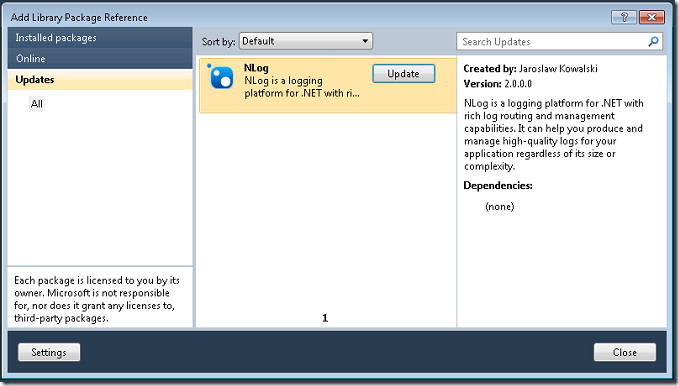 Add Library Package Reference
Installed packages
Online
Updates
All
Each package is licensed to you by its
owner. Microsoft is not responsible
for, nor does it grant any licenses to,
third-party packages.
Sort by: Default
NLog
NLog is a logging
platform for .NET with ri...
Update
1
Search Updates
Created by: Jaroslaw Kowalski
Version: 2.0.0.0
NLog is a logging platform for .NET with
rich log routing and management
capabilities. It can help you produce and
manage high-quality logs for your
application regardless of its size or
complexity.
Dependencies:
(none)
Settings
Close